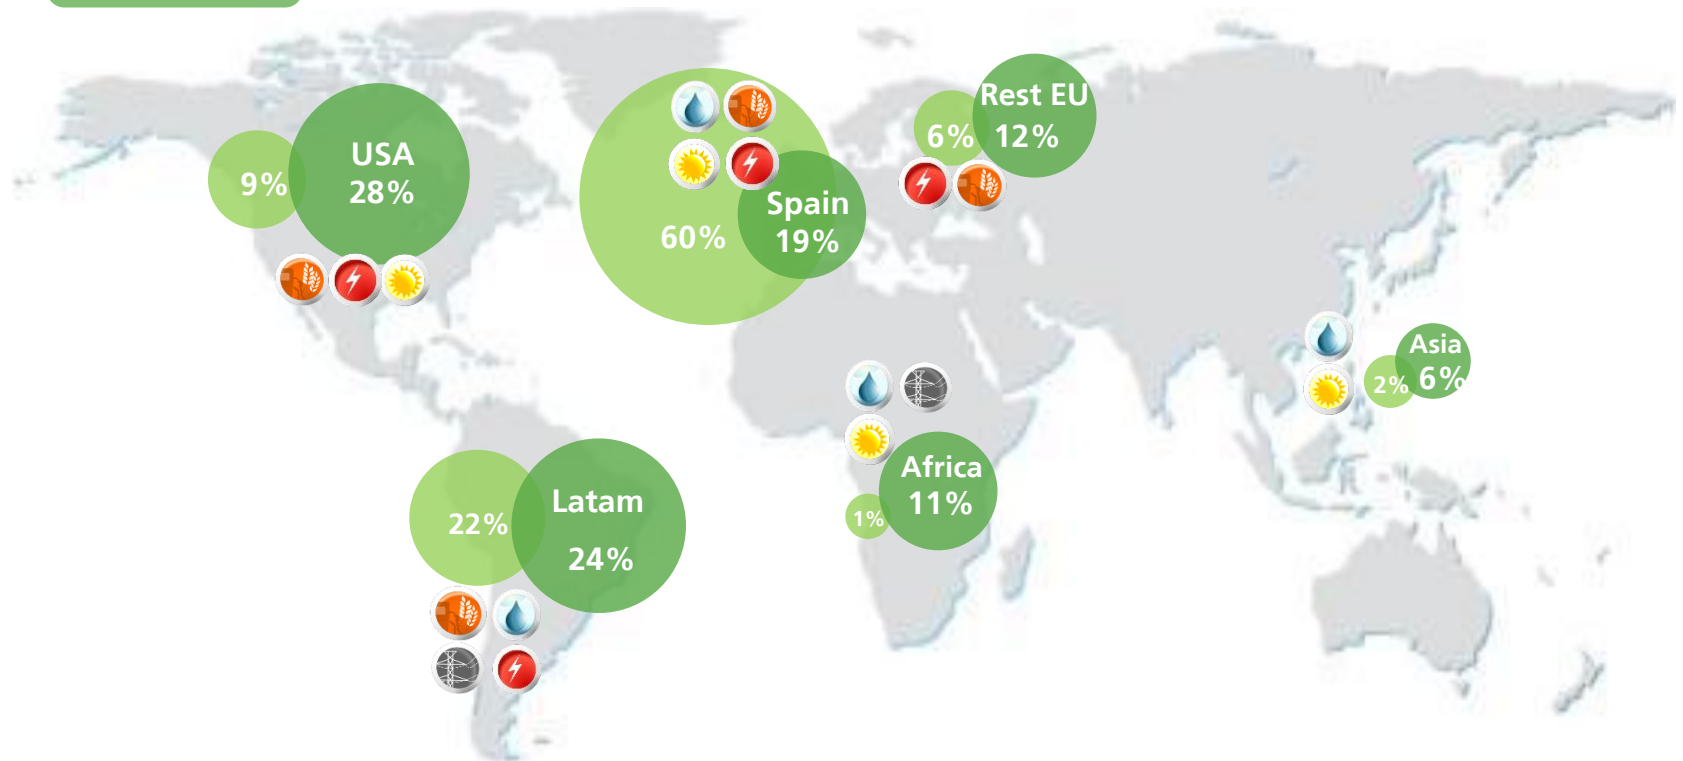 9%
USA
28%
60%
Spain
19%
6%
Rest EU
12%
22%
Latam
24%
1%
Africa
11%
2%
Asia
6%